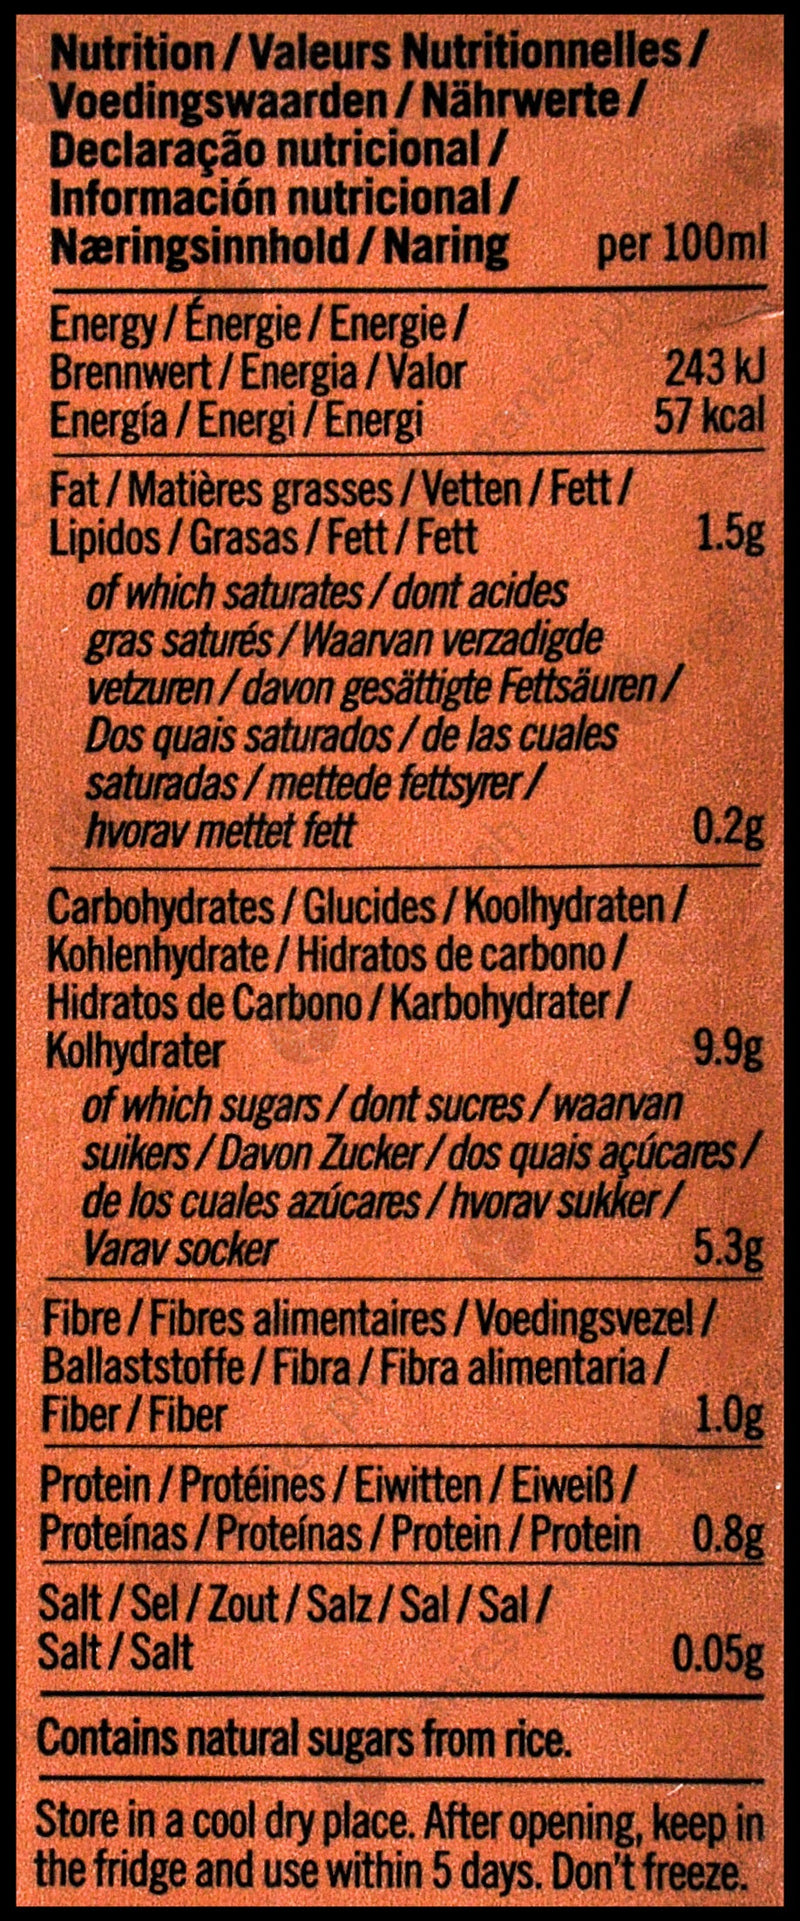 Nutrition / Valeurs Nutritionnelles /
Voedingswaarden / Nährwerte /
Declaração nutricional /
Información nutricional /
Næringsinnhold / Naring per 100ml
Energy / Énergie / Energie /
Brennwert / Energia / Valor 243 kJ
Energía / Energi / Energi 57 kcal
Fat / Matières grasses / Vetten / Fett /
Lipidos / Grasas / Fett / Fett 1.5g
of which saturates / dont acides
gras saturés / Waarvan verzadigde
vetzuren / davon gesättigte Fettsäuren /
Dos quais saturados / de las cuales
saturadas / mettede fettsyrer /
hvorav mettet fett 0.2g
Carbohydrates / Glucides / Koolhydraten /
Kohlenhydrate / Hidratos de carbono /
Hidratos de Carbono / Karbohydrater /
Kolhydrater 9.9g
of which sugars / dont sucres / waarvan
suikers / Davon Zucker / dos quais açúcares /
de los cuales azúcares / hvorav sukker /
Varav socker 5.3g
Fibre / Fibres alimentaires / Voedingsvezel /
Ballaststoffe / Fibra / Fibra alimentaria /
Fiber / Fiber 1.0g
Protein / Protéines / Eiwitten / Eiweiß /
Proteínas / Proteínas / Protein / Protein 0.8g
Salt / Sel / Zout / Salz / Sal / Sal /
Salt / Salt 0.05g
Contains natural sugars from rice.
Store in a cool dry place. After opening, keep in
the fridge and use within 5 days. Don't freeze.